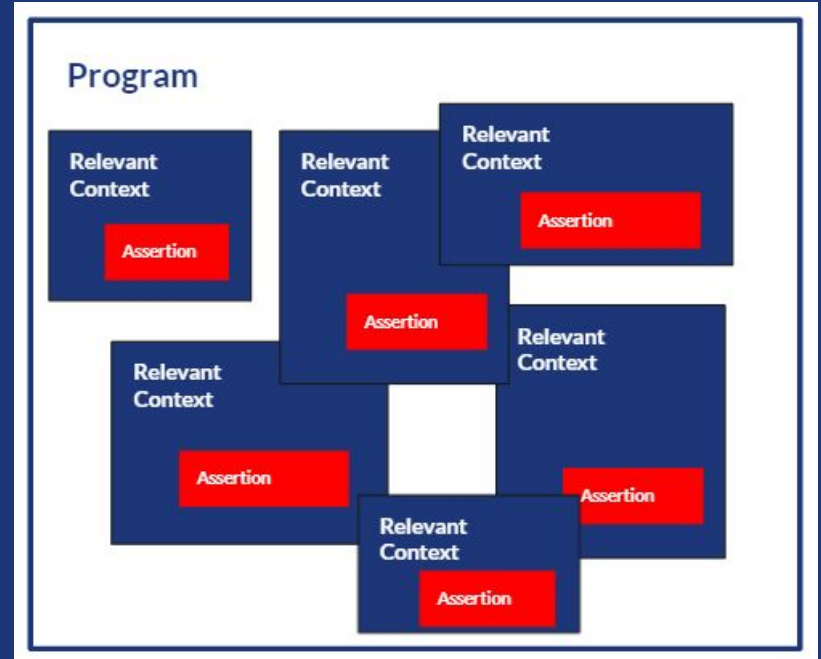 Program
Relevant
Context
Assertion
Relevant
Context
Assertion
Relevant
Context
Assertion
Relevant
Context
Assertion
Relevant
Context
Assertion
Relevant
Context
Assertion